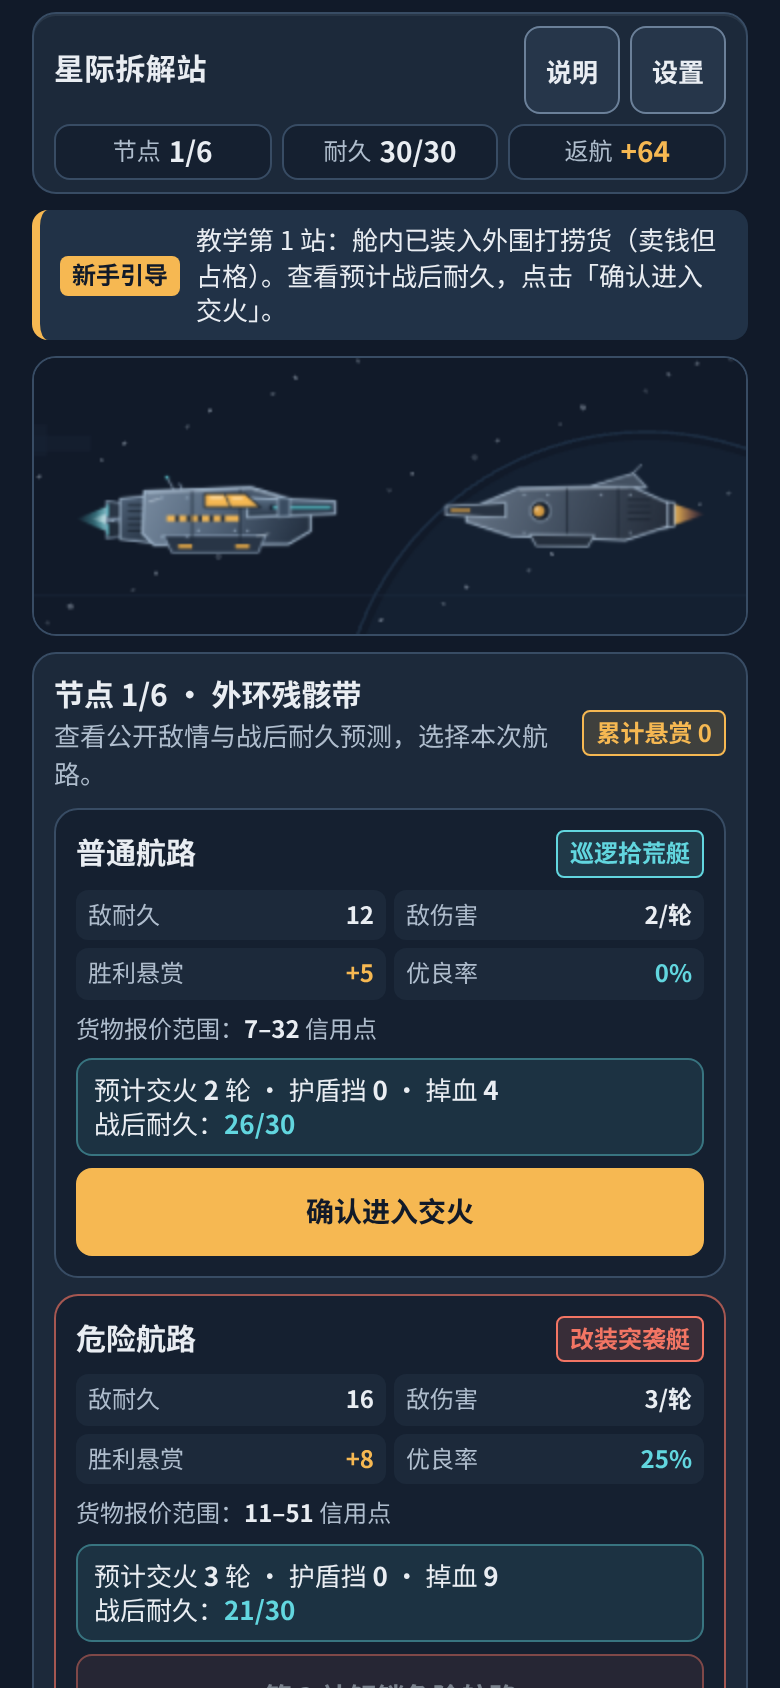 星际拆解站
说明
设置
节点 1/6
耐久 30/30
返航 +64
新手引导
教学第 1 站：舱内已装入外围打捞货（卖钱但
占格）。查看预计战后耐久，点击「确认进入
交火」。
节点 1/6 · 外环残骸带
查看公开敌情与战后耐久预测，选择本次航
路。
累计悬赏 0
普通航路
巡逻拾荒艇
敌耐久 12
敌伤害 2/轮
胜利悬赏 +5
优良率 0%
货物报价范围：7–32 信用点
预计交火 2 轮 · 护盾挡 0 · 掉血 4
战后耐久：26/30
确认进入交火
危险航路
改装突袭艇
敌耐久 16
敌伤害 3/轮
胜利悬赏 +8
优良率 25%
货物报价范围：11–51 信用点
预计交火 3 轮 · 护盾挡 0 · 掉血 9
战后耐久：21/30